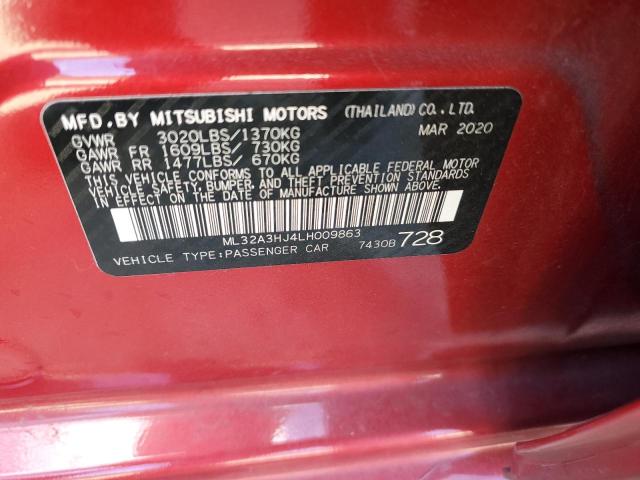 MFD. BY MITSUBISHI MOTORS (THAILAND) CO., LTD.
GVWR 3020LBS/1370KG MAR 2020
GAWR FR 1609LBS/ 730KG
GAWR RR 1477LBS/ 670KG
THIS VEHICLE CONFORMS TO ALL APPLICABLE FEDERAL MOTOR
VEHICLE SAFETY, BUMPER, AND THEFT PREVENTION STANDARDS
IN EFFECT ON THE DATE OF MANUFACTURE SHOWN ABOVE.
ML32A3HJ4LH009863
VEHICLE TYPE:PASSENGER CAR 7430B 728